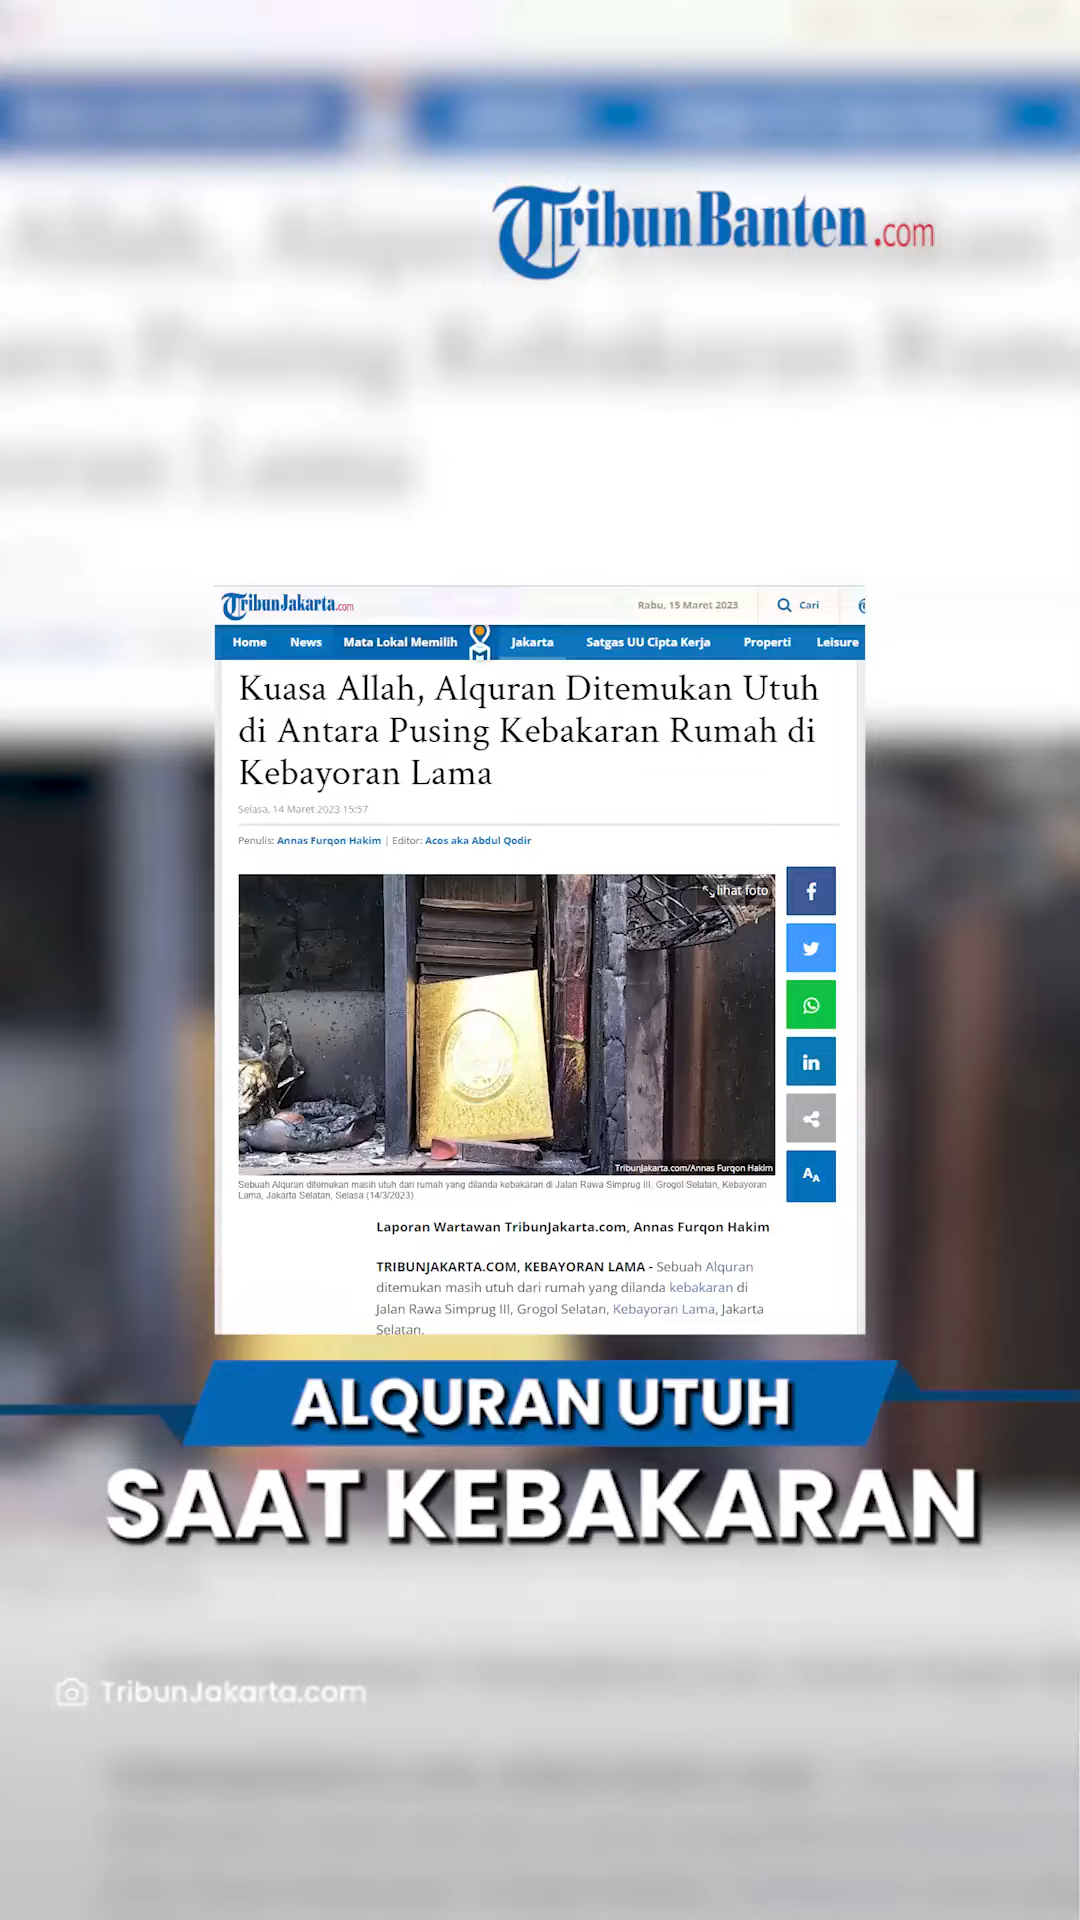 TribunBanten.com
TribunJakarta.com
Rabu, 15 Maret 2023
Cari
Home News Mata Lokal Memilih Jakarta Satgas UU Cipta Kerja Properti Leisure
Kuasa Allah, Alquran Ditemukan Utuh
di Antara Pusing Kebakaran Rumah di
Kebayoran Lama
Selasa, 14 Maret 2023 15:57
Penulis: Annas Furqon Hakim | Editor: Acos aka Abdul Qodir
lihat foto
TribunJakarta.com/Annas Furqon Hakim
Sebuah Alquran ditemukan masih utuh dari rumah yang dilanda kebakaran di Jalan Rawa Simprug III, Grogol Selatan, Kebayoran
Lama, Jakarta Selatan, Selasa (14/3/2023)
Laporan Wartawan TribunJakarta.com, Annas Furqon Hakim
TRIBUNJAKARTA.COM, KEBAYORAN LAMA - Sebuah Alquran
ditemukan masih utuh dari rumah yang dilanda kebakaran di
Jalan Rawa Simprug III, Grogol Selatan, Kebayoran Lama, Jakarta
Selatan.
ALQURAN UTUH
SAAT KEBAKARAN
TribunJakarta.com